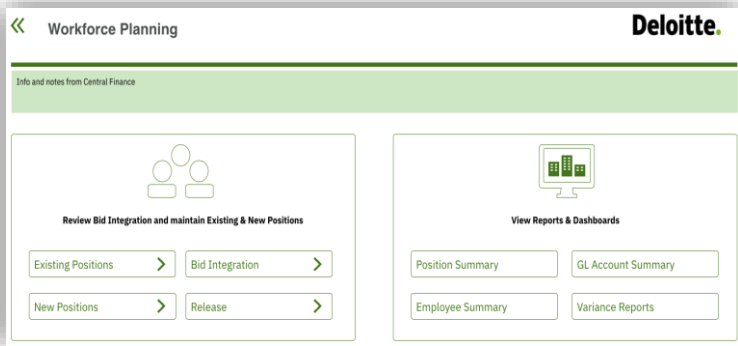 Workforce Planning
Deloitte.
Info and notes from Central Finance
Review Bid Integration and maintain Existing & New Positions
Existing Positions
Bid Integration
New Positions
Release
View Reports & Dashboards
Position Summary
GL Account Summary
Employee Summary
Variance Reports